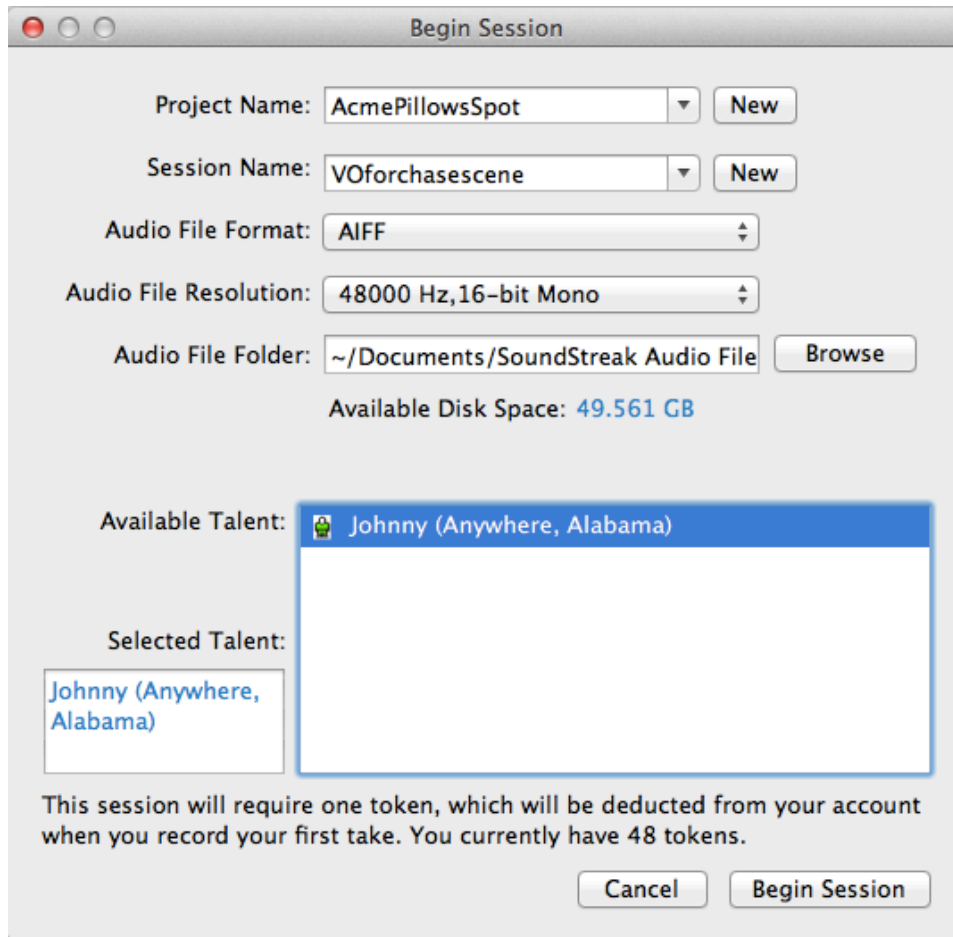 Begin Session
Project Name: AcmePillowsSpot New
Session Name: VOforchasescene New
Audio File Format: AIFF
Audio File Resolution: 48000 Hz,16-bit Mono
Audio File Folder: ~/Documents/SoundStreak Audio File Browse
Available Disk Space: 49.561 GB
Available Talent: Johnny (Anywhere, Alabama)
Selected Talent:
Johnny (Anywhere,
Alabama)
This session will require one token, which will be deducted from your account
when you record your first take. You currently have 48 tokens.
Cancel Begin Session